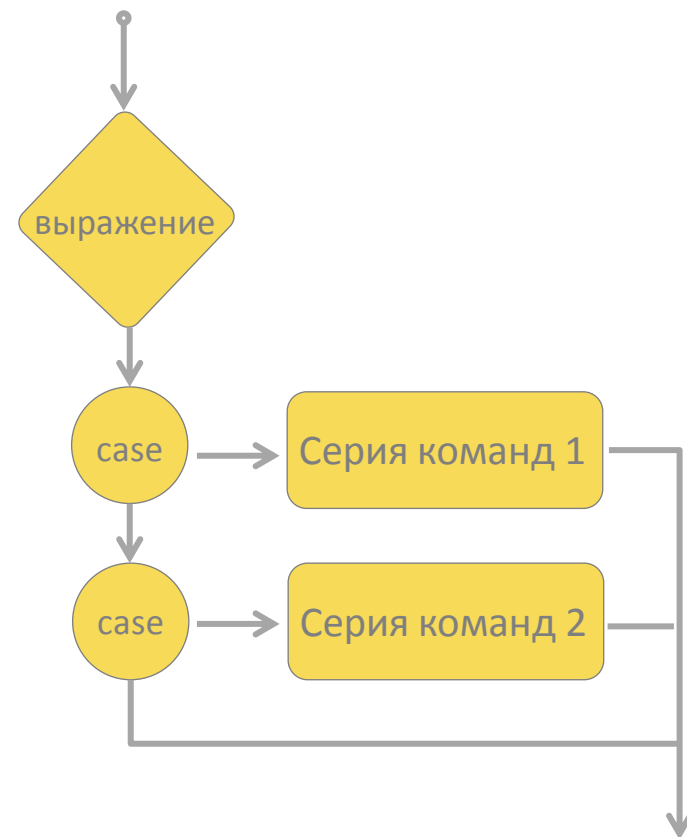 выражение
case
Серия команд 1
case
Серия команд 2